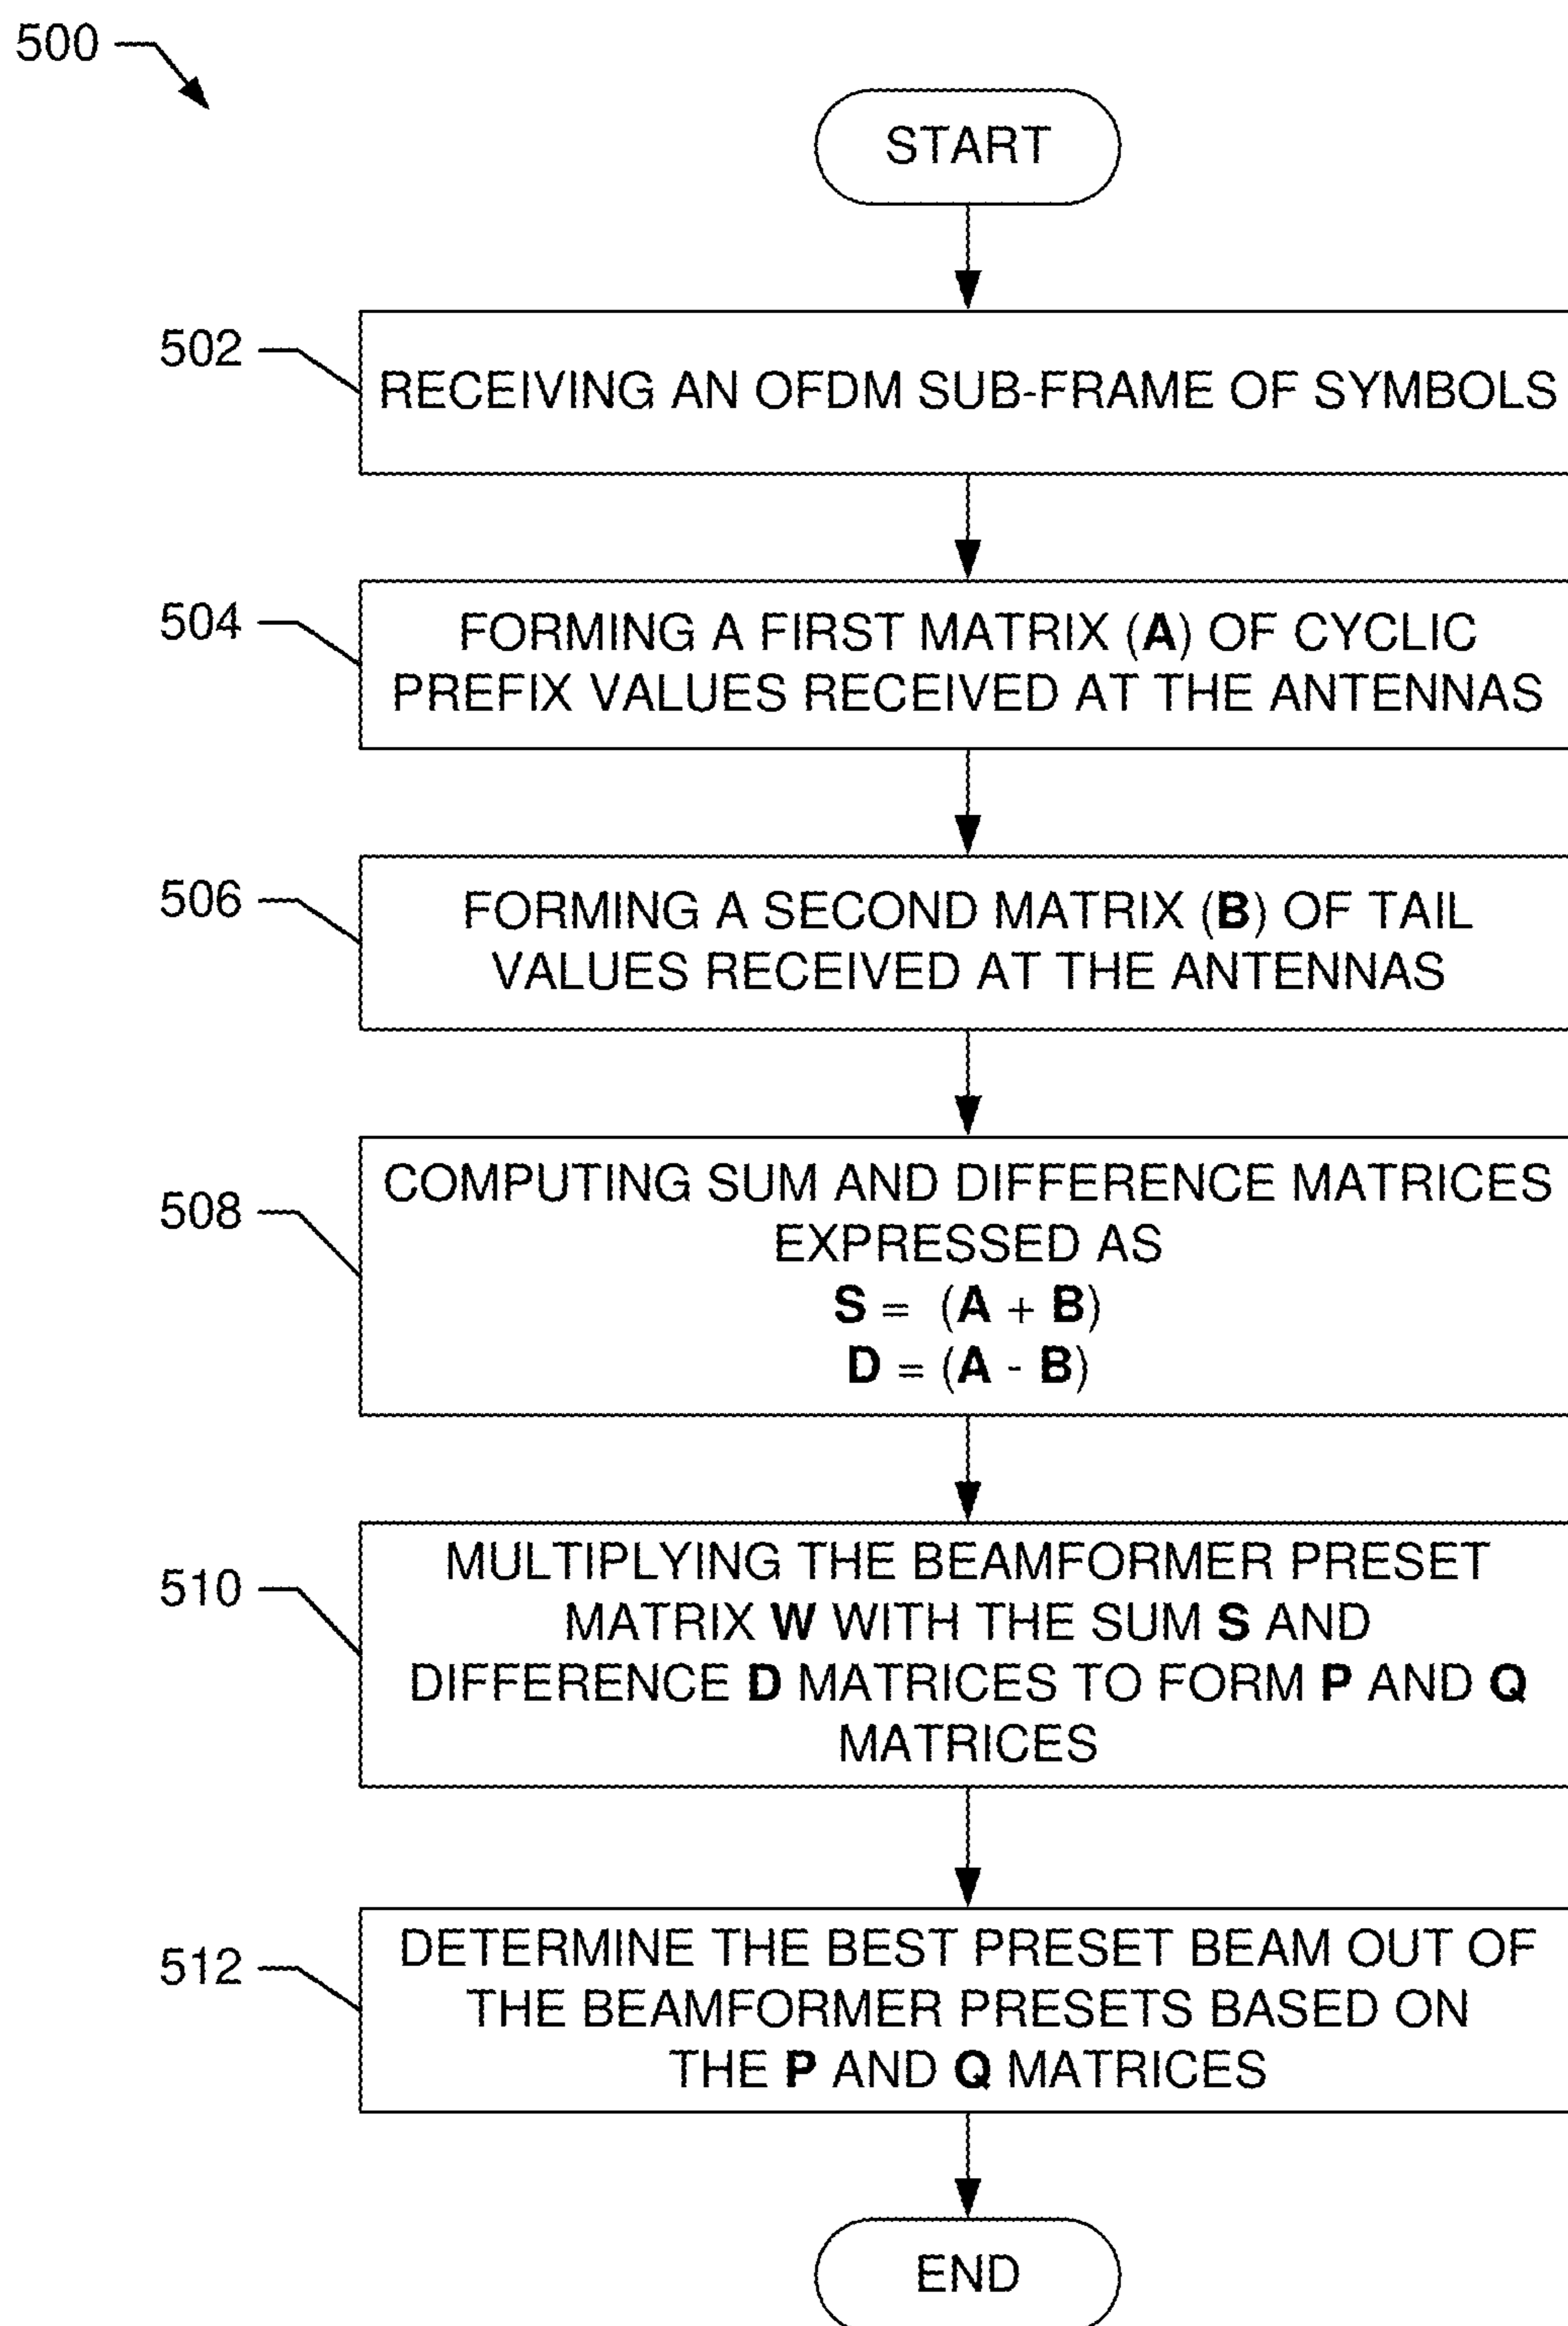 500
START
502
RECEIVING AN OFDM SUB-FRAME OF SYMBOLS
504
FORMING A FIRST MATRIX (A) OF CYCLIC
PREFIX VALUES RECEIVED AT THE ANTENNAS
506
FORMING A SECOND MATRIX (B) OF TAIL
VALUES RECEIVED AT THE ANTENNAS
508
COMPUTING SUM AND DIFFERENCE MATRICES
EXPRESSED AS
S = (A + B)
D = (A - B)
510
MULTIPLYING THE BEAMFORMER PRESET
MATRIX W WITH THE SUM S AND
DIFFERENCE D MATRICES TO FORM P AND Q
MATRICES
512
DETERMINE THE BEST PRESET BEAM OUT OF
THE BEAMFORMER PRESETS BASED ON
THE P AND Q MATRICES
END